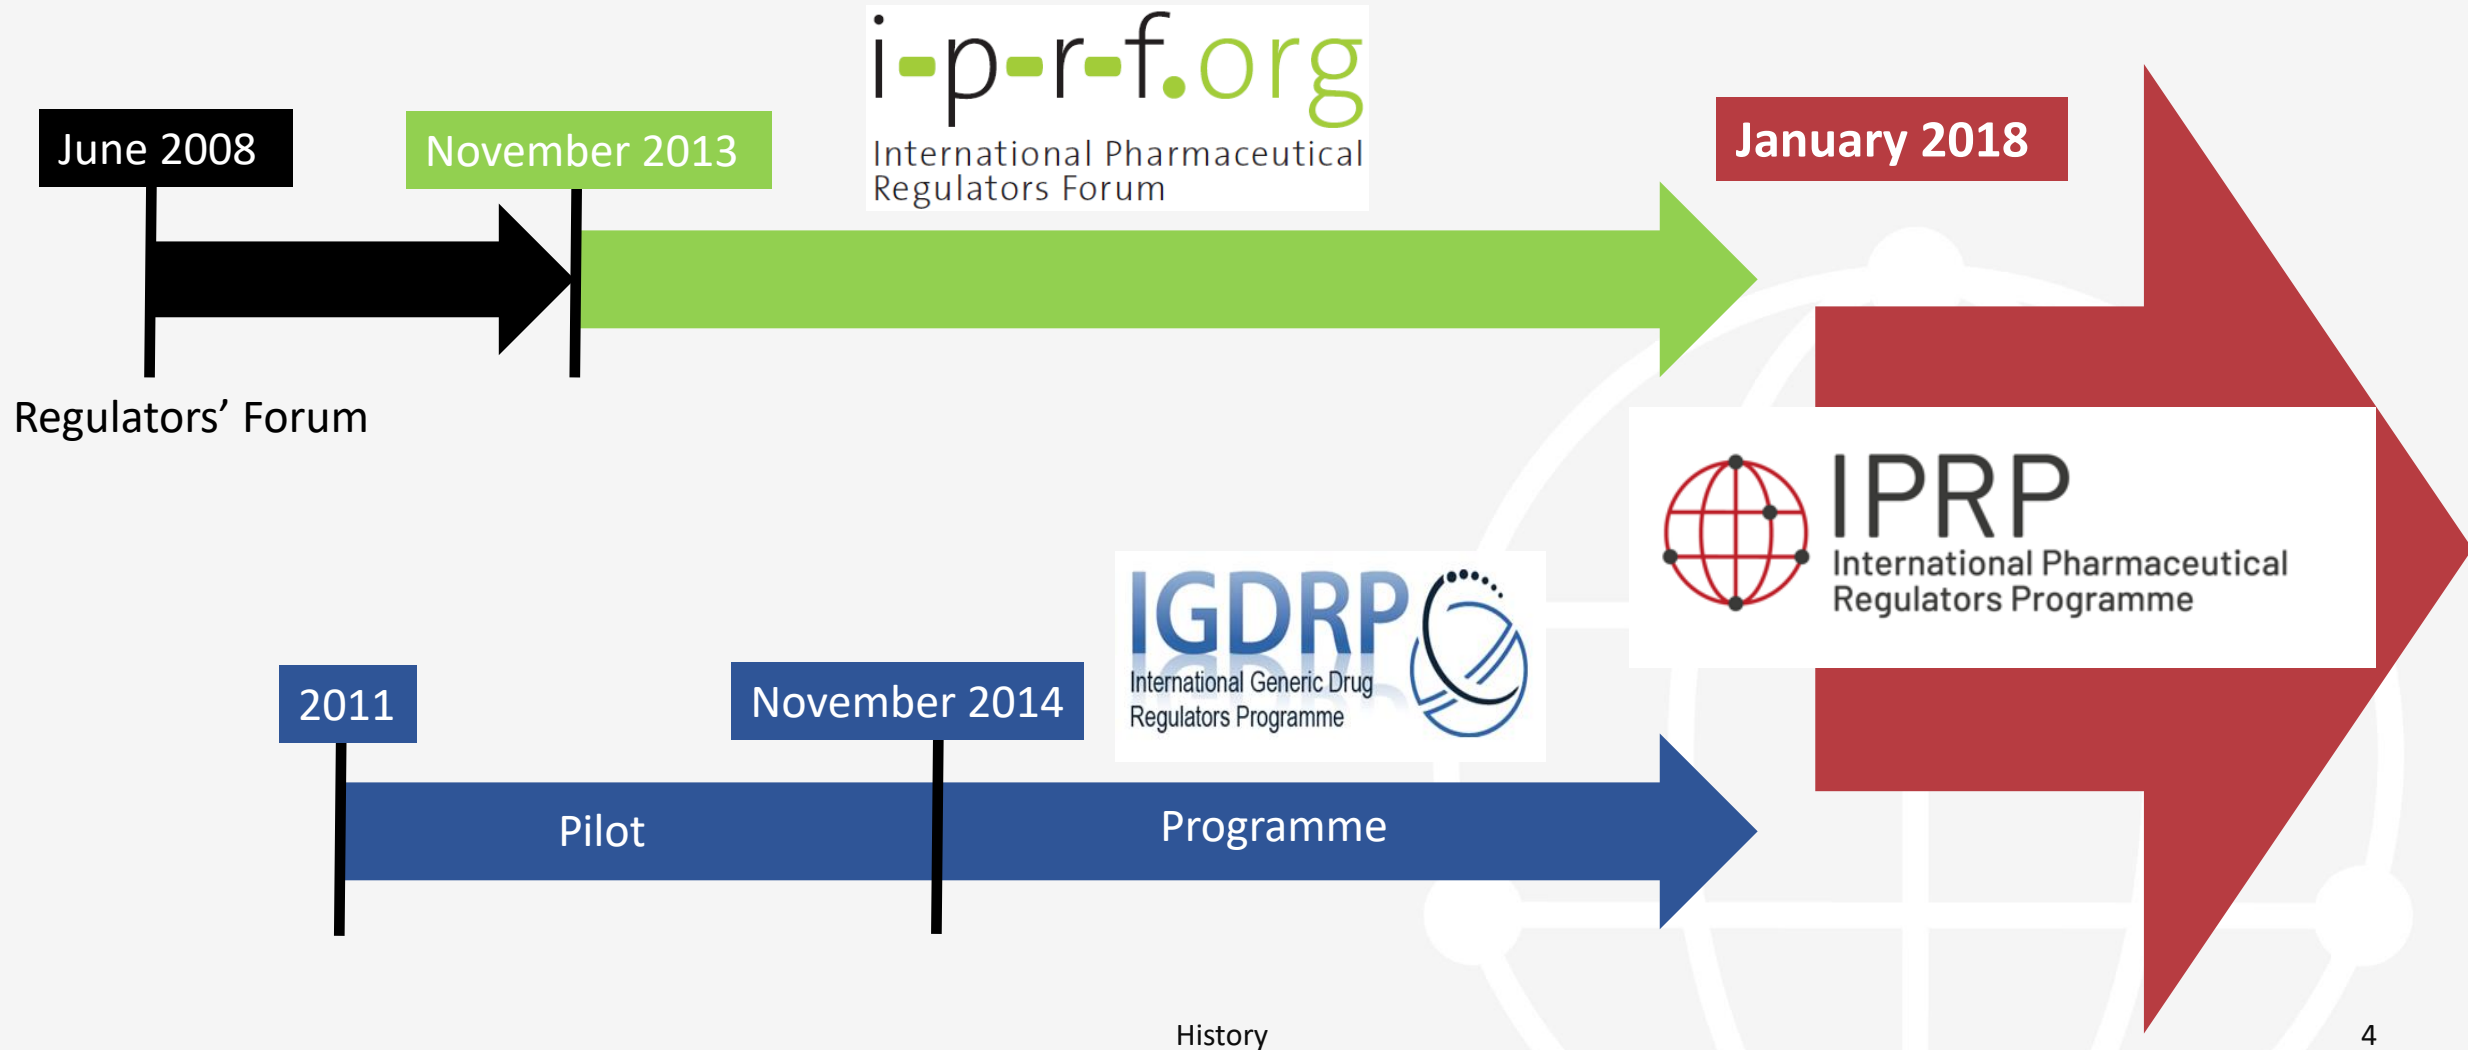 i-p-r-f.org
International Pharmaceutical
Regulators Forum
June 2008
November 2013
January 2018
Regulators’ Forum
IPRP
International Pharmaceutical
Regulators Programme
IGDRP
International Generic Drug
Regulators Programme
2011
November 2014
Pilot
Programme
History
4